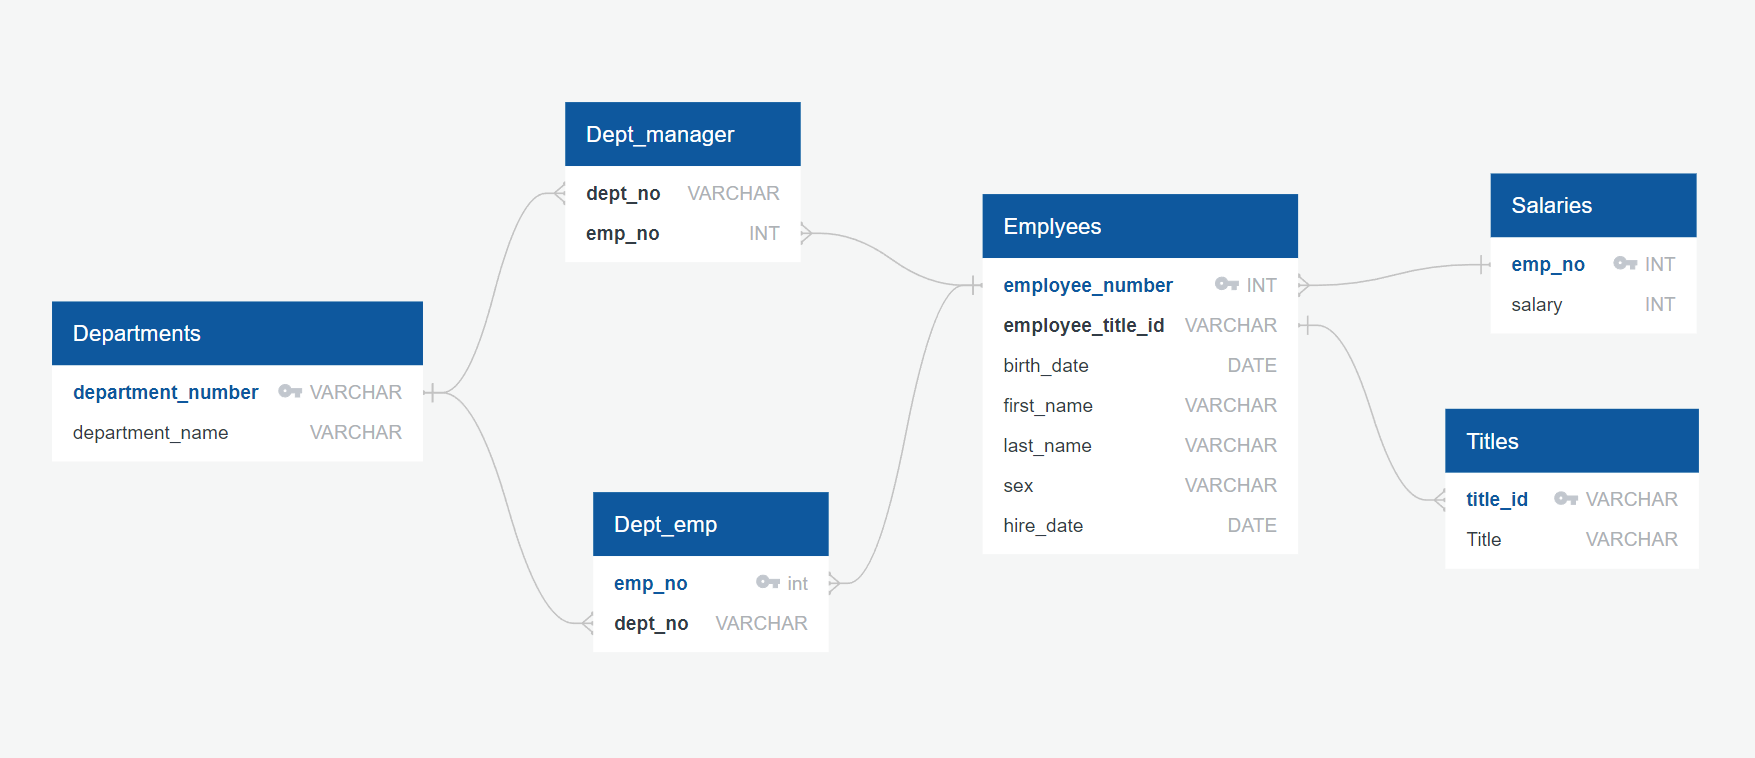 Dept_manager
dept_no VARCHAR
emp_no INT
Departments
department_number VARCHAR
department_name VARCHAR
Dept_emp
emp_no int
dept_no VARCHAR
Emplyees
employee_number INT
employee_title_id VARCHAR
birth_date DATE
first_name VARCHAR
last_name VARCHAR
sex VARCHAR
hire_date DATE
Salaries
emp_no INT
salary INT
Titles
title_id VARCHAR
Title VARCHAR